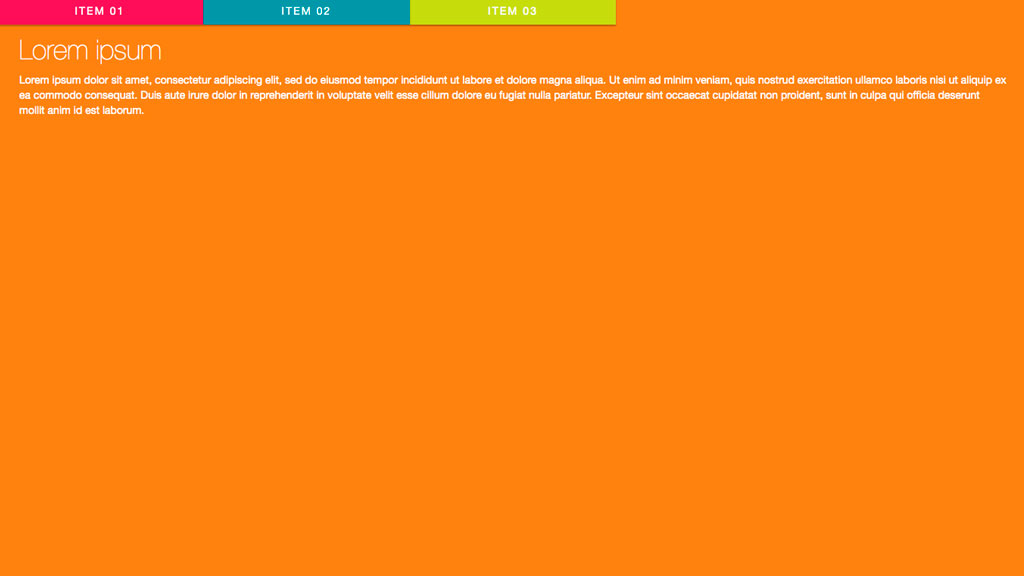 ITEM 01
ITEM 02
ITEM 03
Lorem ipsum
Lorem ipsum dolor sit amet, consectetur adipiscing elit, sed do eiusmod tempor incididunt ut labore et dolore magna aliqua. Ut enim ad minim veniam, quis nostrud exercitation ullamco laboris nisi ut aliquip ex
ea commodo consequat. Duis aute irure dolor in reprehenderit in voluptate velit esse cillum dolore eu fugiat nulla pariatur. Excepteur sint occaecat cupidatat non proident, sunt in culpa qui officia deserunt
mollit anim id est laborum.